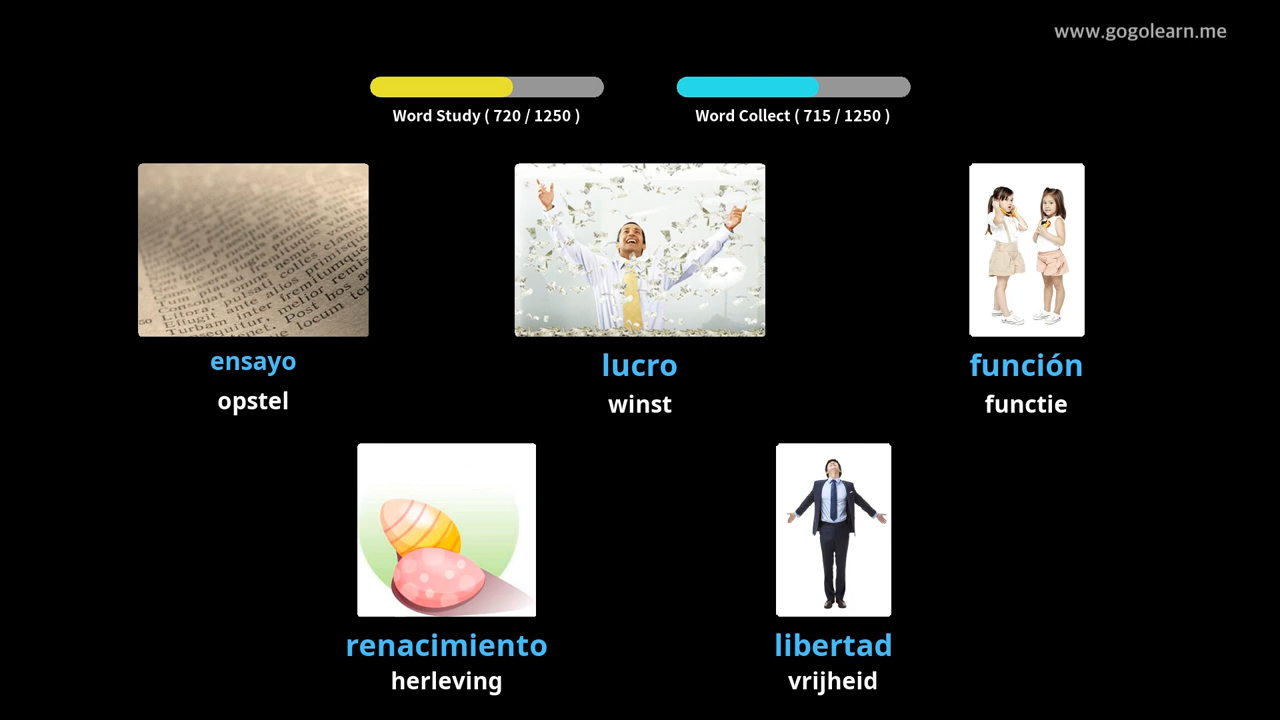 www.gogolearn.me
Word Study ( 720 / 1250 )
Word Collect ( 715 / 1250 )
ensayo
opstel
lucro
winst
función
functie
renacimiento
herleving
libertad
vrijheid